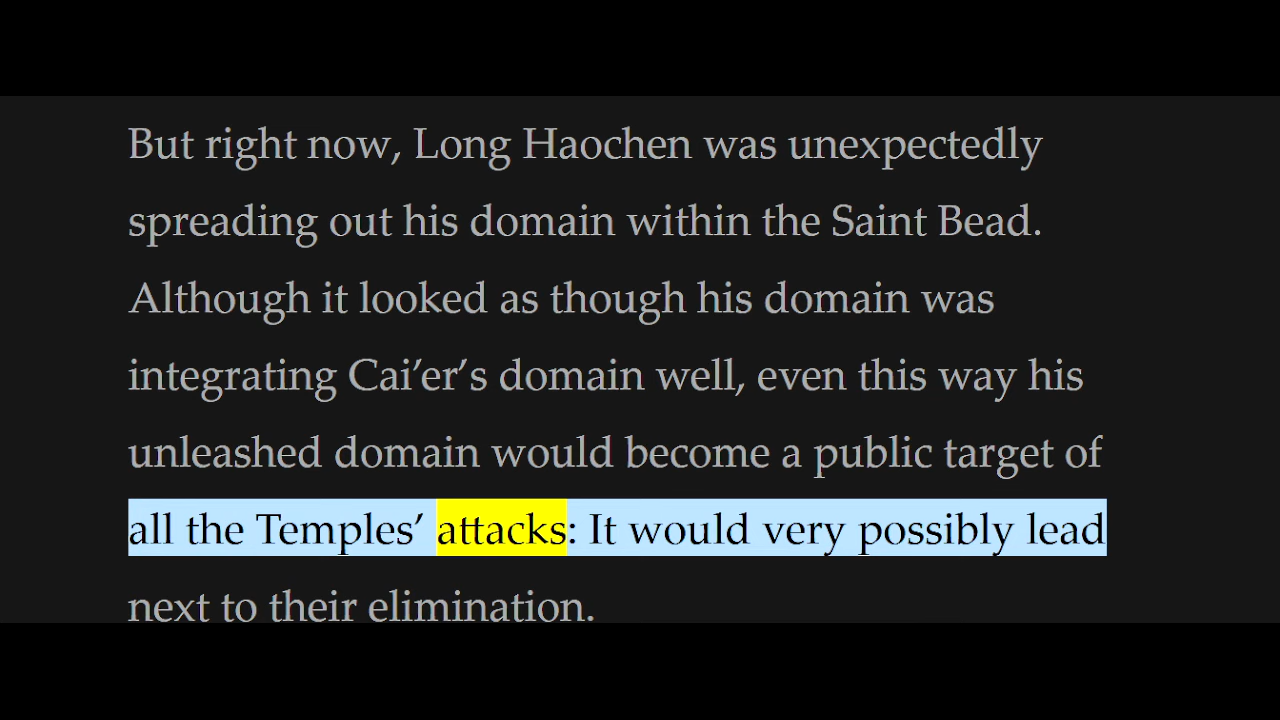 But right now, Long Haochen was unexpectedly
spreading out his domain within the Saint Bead.
Although it looked as though his domain was
integrating Cai’er’s domain well, even this way his
unleashed domain would become a public target of
all the Temples’ attacks: It would very possibly lead
next to their elimination.